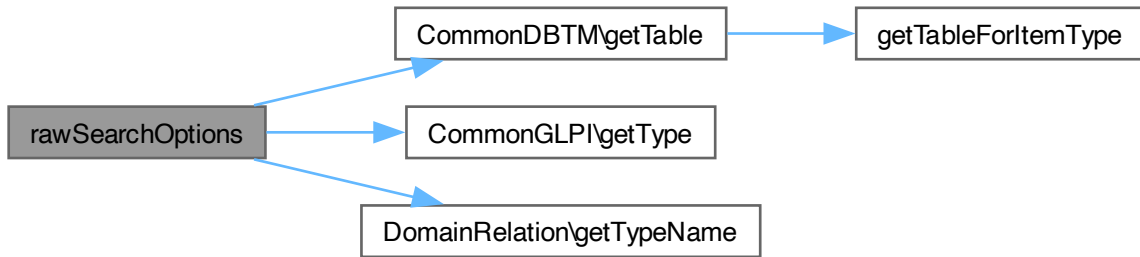 CommonDBTM\getTable
getTableForItemType
rawSearchOptions
CommonGLPI\getType
DomainRelation\getTypeName